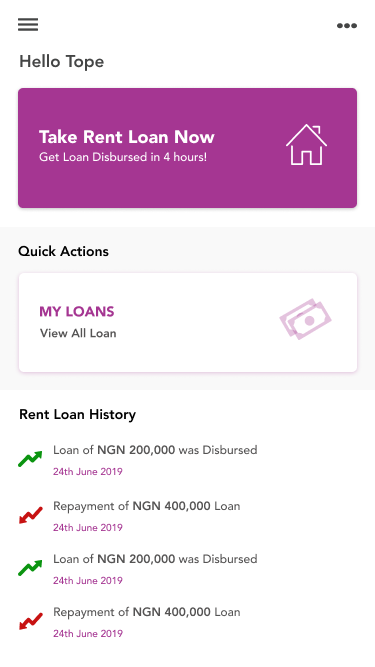 Hello Tope
Take Rent Loan Now
Get Loan Disbursed in 4 hours!
Quick Actions
MY LOANS
View All Loan
Rent Loan History
Loan of NGN 200,000 was Disbursed
24th June 2019
Repayment of NGN 400,000 Loan
24th June 2019
Loan of NGN 200,000 was Disbursed
24th June 2019
Repayment of NGN 400,000 Loan
24th June 2019